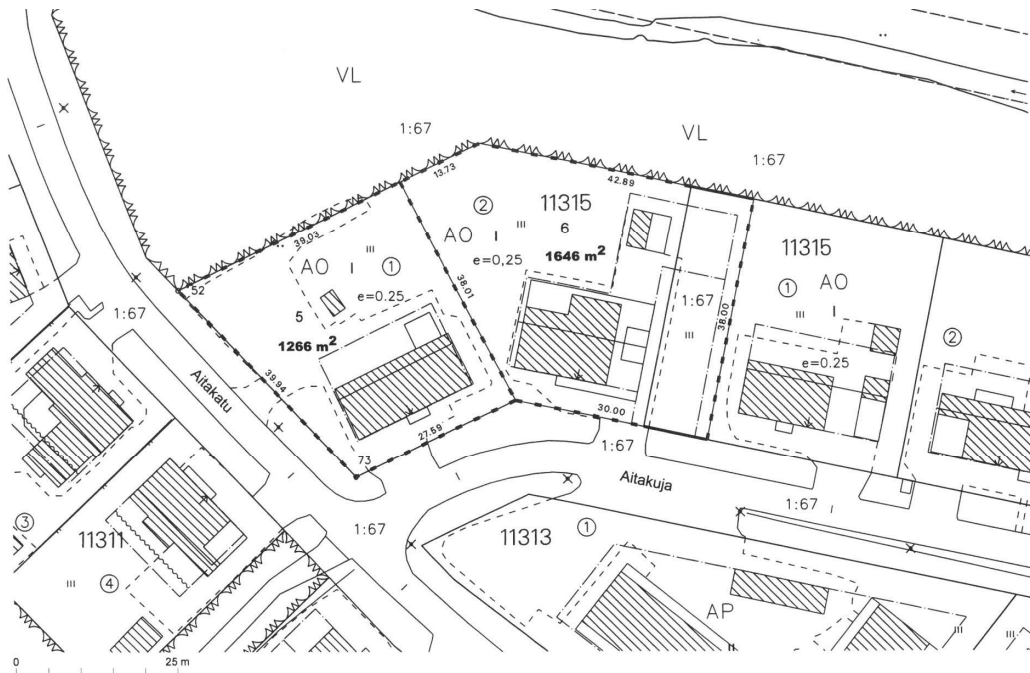 VL
1:67
VL
1:67
13.73
42.89
11315
②
6
AO I
III
e=0,25
1646 m²
39.03
III
AO I ①
e=0.25
52
5
1266 m²
38.01
1:67
III
38.00
11315
① AO
III I
e=0.25
②
1:67
Aitakatu
39.94
27.59
73
30.00
1:67
Aitakuja
1:67
1:67
11313 ①
③
11311
III ④
AP
II
III
III
0 25 m